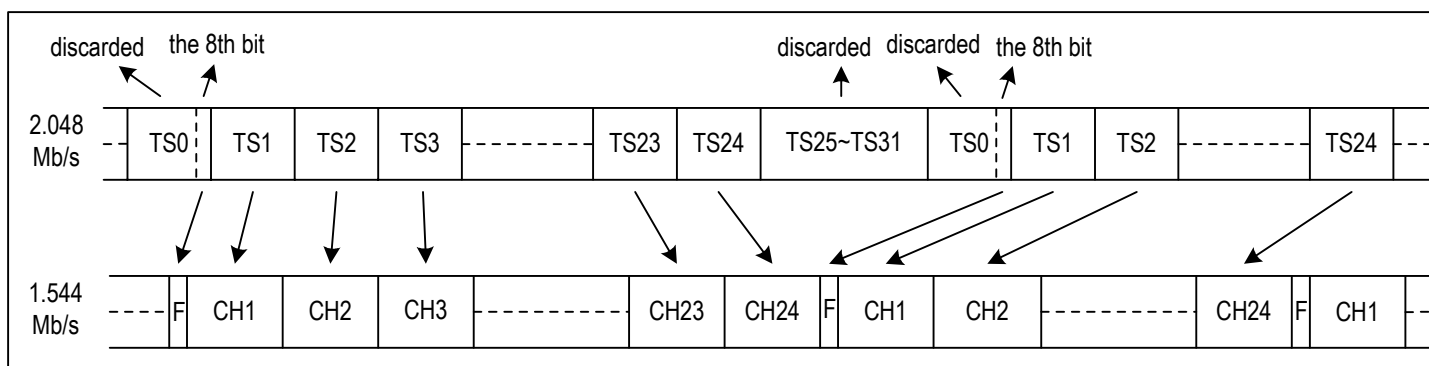 discarded the 8th bit discarded discarded the 8th bit
2.048
Mb/s
TS0 TS1 TS2 TS3 TS23 TS24 TS25~TS31 TS0 TS1 TS2 TS24
1.544
Mb/s
F CH1 CH2 CH3 CH23 CH24 F CH1 CH2 CH24 F CH1